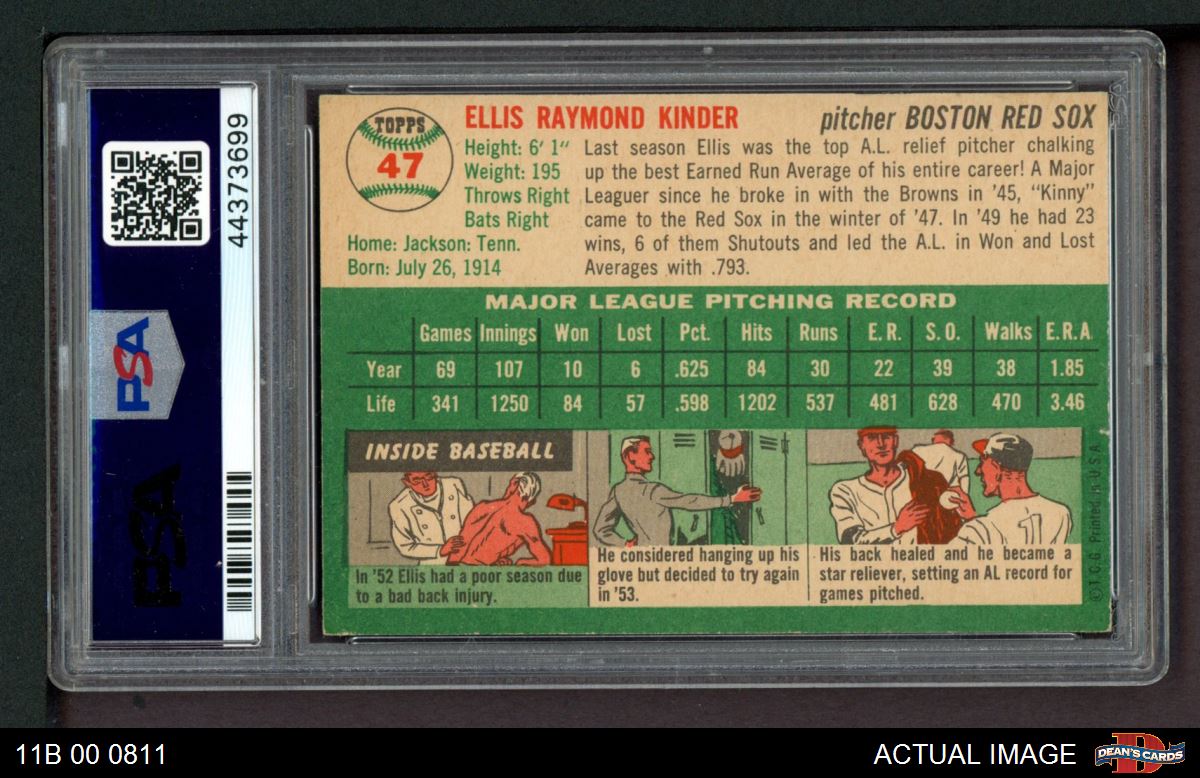 44373699
PSA
PSA
TOPPS
47
ELLIS RAYMOND KINDER
pitcher BOSTON RED SOX
Height: 6' 1"
Weight: 195
Throws Right
Bats Right
Home: Jackson: Tenn.
Born: July 26, 1914
Last season Ellis was the top A.L. relief pitcher chalking
up the best Earned Run Average of his entire career! A Major
Leaguer since he broke in with the Browns in '45, "Kinny"
came to the Red Sox in the winter of '47. In '49 he had 23
wins, 6 of them Shutouts and led the A.L. in Won and Lost
Averages with .793.
MAJOR LEAGUE PITCHING RECORD
Games Innings Won Lost Pct. Hits Runs E. R. S. O. Walks E.R.A.
Year 69 107 10 6 .625 84 30 22 39 38 1.85
Life 341 1250 84 57 .598 1202 537 481 628 470 3.46
INSIDE BASEBALL
In '52 Ellis had a poor season due
to a bad back injury.
He considered hanging up his
glove but decided to try again
in '53.
1
His back healed and he became a
star reliever, setting an AL record for
games pitched.
© T.C.G. Printed in U.S.A.
11B 00 0811
ACTUAL IMAGE
D
DEAN'S CARDS